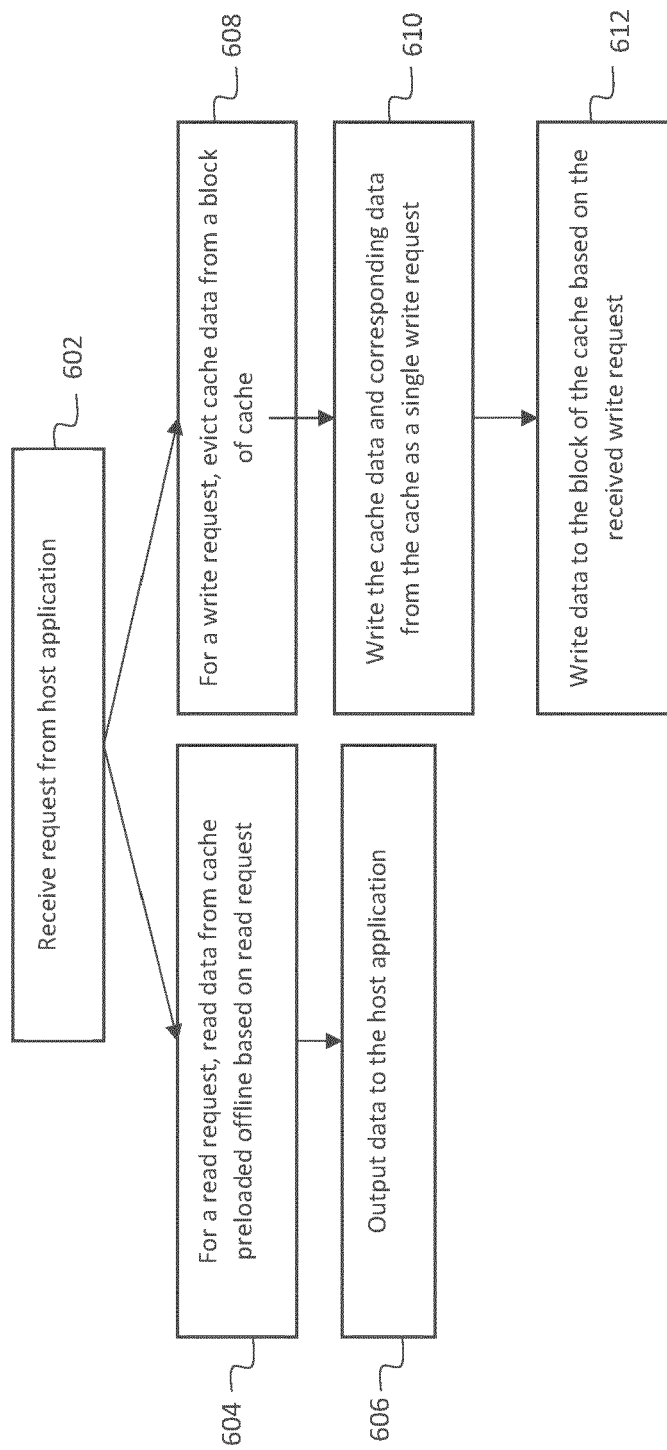 Receive request from host application
602
For a read request, read data from cache
preloaded offline based on read request
604
Output data to the host application
606
For a write request, evict cache data from a block
of cache
608
Write the cache data and corresponding data
from the cache as a single write request
610
Write data to the block of the cache based on the
received write request
612